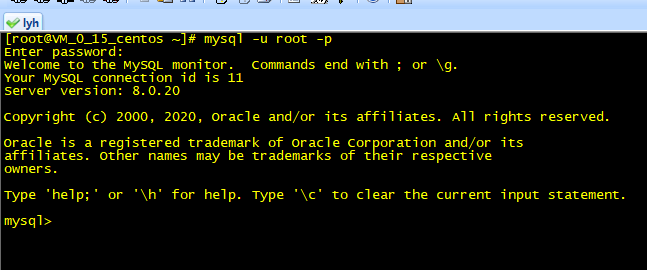 lyh
[root@VM_0_15_centos ~]# mysql -u root -p
Enter password:
Welcome to the MySQL monitor.  Commands end with ; or \g.
Your MySQL connection id is 11
Server version: 8.0.20
Copyright (c) 2000, 2020, Oracle and/or its affiliates. All rights reserved.
Oracle is a registered trademark of Oracle Corporation and/or its
affiliates. Other names may be trademarks of their respective
owners.
Type 'help;' or '\h' for help. Type '\c' to clear the current input statement.
mysql>